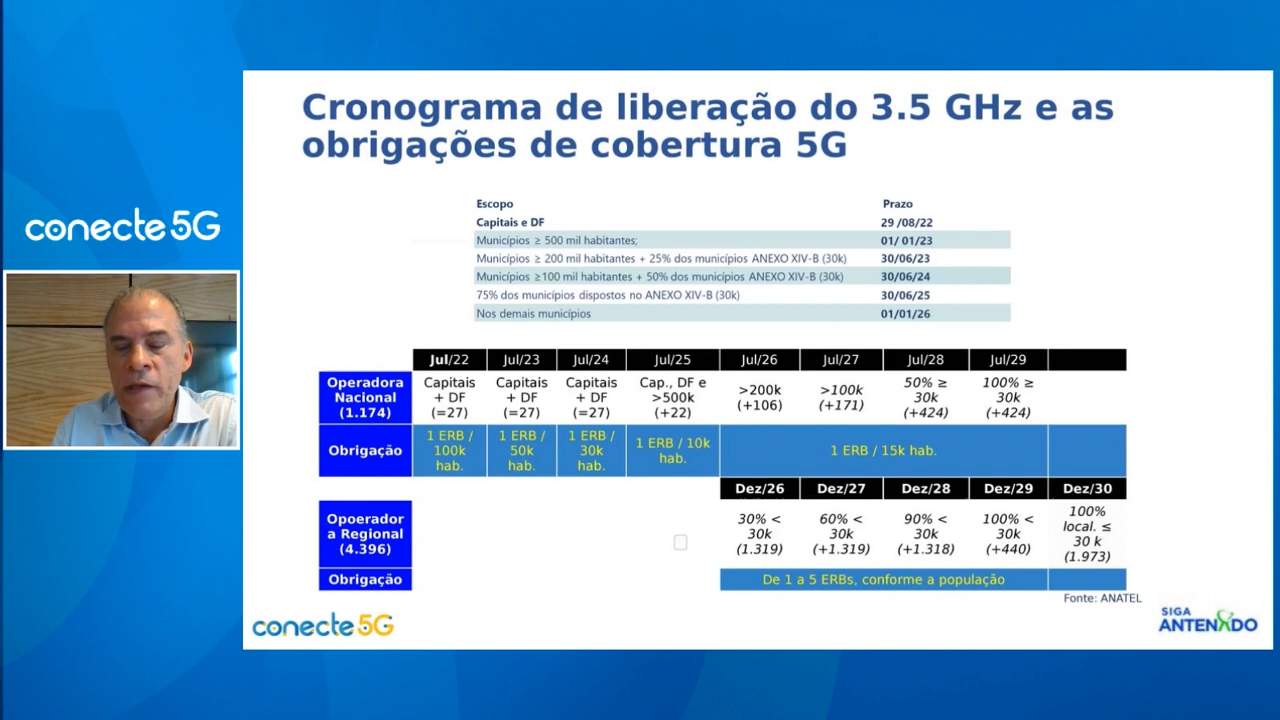 conecte 5G
Cronograma de liberação do 3.5 GHz e as
obrigações de cobertura 5G
Escopo Prazo
Capitais e DF 29 /08/22
Municípios ≥ 500 mil habitantes; 01/ 01/23
Municípios ≥ 200 mil habitantes + 25% dos municípios ANEXO XIV-B (30k) 30/06/23
Municípios ≥100 mil habitantes + 50% dos municípios ANEXO XIV-B (30k) 30/06/24
75% dos municípios dispostos no ANEXO XIV-B (30k) 30/06/25
Nos demais municípios 01/01/26
Jul/22 Jul/23 Jul/24 Jul/25 Jul/26 Jul/27 Jul/28 Jul/29
Operadora Capitais Capitais Capitais Cap., DF e 50% ≥ 100% ≥
Nacional + DF + DF + DF >500k >200k >100k 30k 30k
(1.174) (=27) (=27) (=27) (+22) (+106) (+171) (+424) (+424)
1 ERB / 1 ERB / 1 ERB / 1 ERB / 10k
Obrigação 100k 50k 30k hab. 1 ERB / 15k hab.
hab. hab. hab.
Dez/26 Dez/27 Dez/28 Dez/29 Dez/30
Opoerador 30% < 60% < 90% < 100% < 100%
a Regional 30k 30k 30k 30k local. ≤
(4.396) (1.319) (+1.319) (+1.318) (+440) 30 k
(1.973)
Obrigação De 1 a 5 ERBs, conforme a população
Fonte: ANATEL
conecte 5G
SIGA
ANTENADO